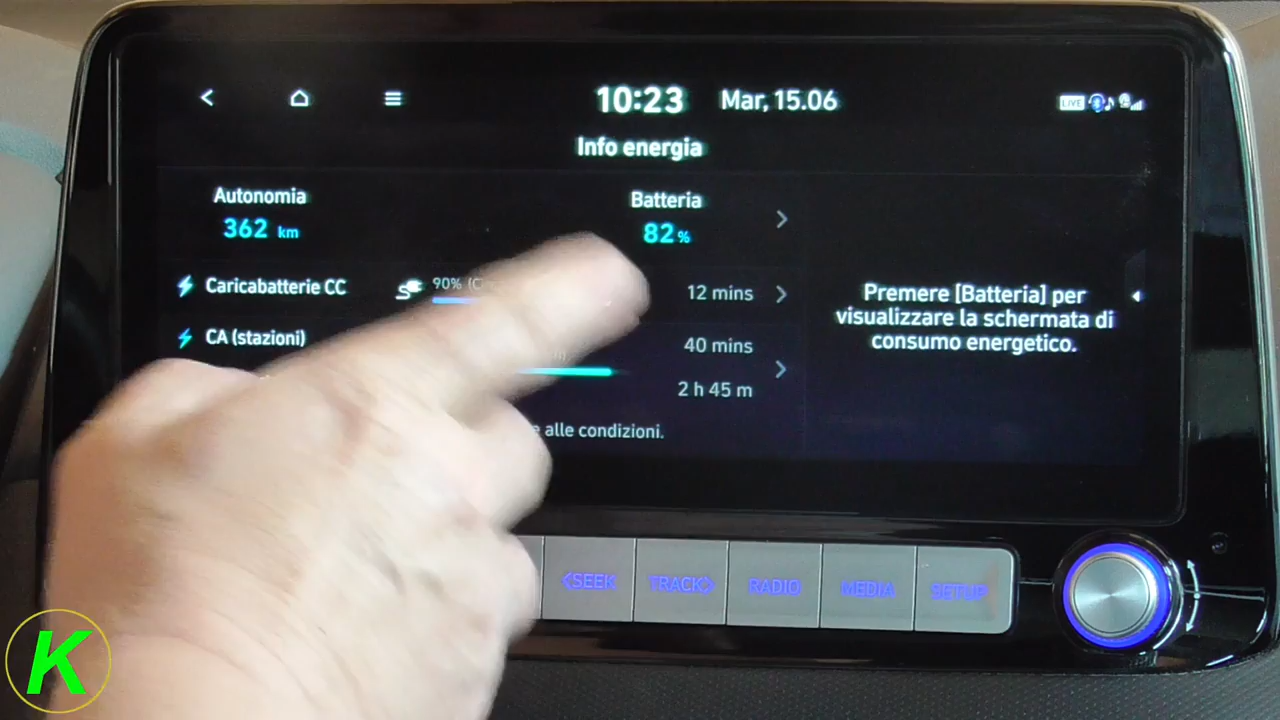 10:23 Mar, 15.06
LIVE
Info energia
Autonomia
362 km
Batteria
82%
Caricabatterie CC
90%
12 mins
CA (stazioni)
40 mins
2 h 45 m
alle condizioni.
Premere [Batteria] per
visualizzare la schermata di
consumo energetico.
<SEEK TRACK> RADIO MEDIA SETUP
K